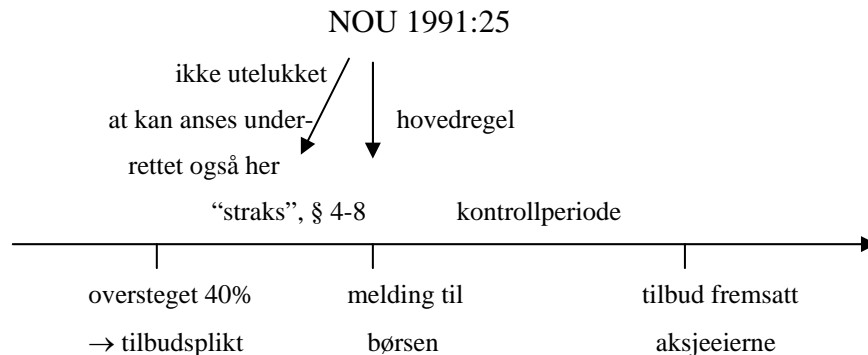 NOU 1991:25
ikke utelukket
at kan anses under-
rettet også her
hovedregel
“straks”, § 4-8
kontrollperiode
oversteget 40%
→ tilbudsplikt
melding til
børsen
tilbud fremsatt
aksjeeierne